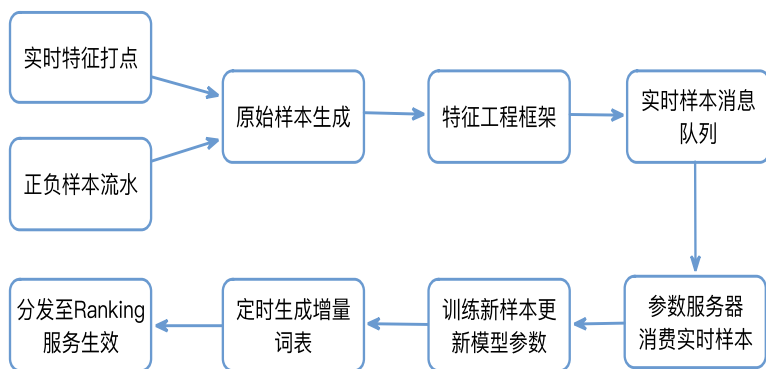 实时特征打点
正负样本流水
原始样本生成
特征工程框架
实时样本消息
队列
参数服务器
消费实时样本
训练新样本更
新模型参数
定时生成增量
词表
分发至Ranking
服务生效